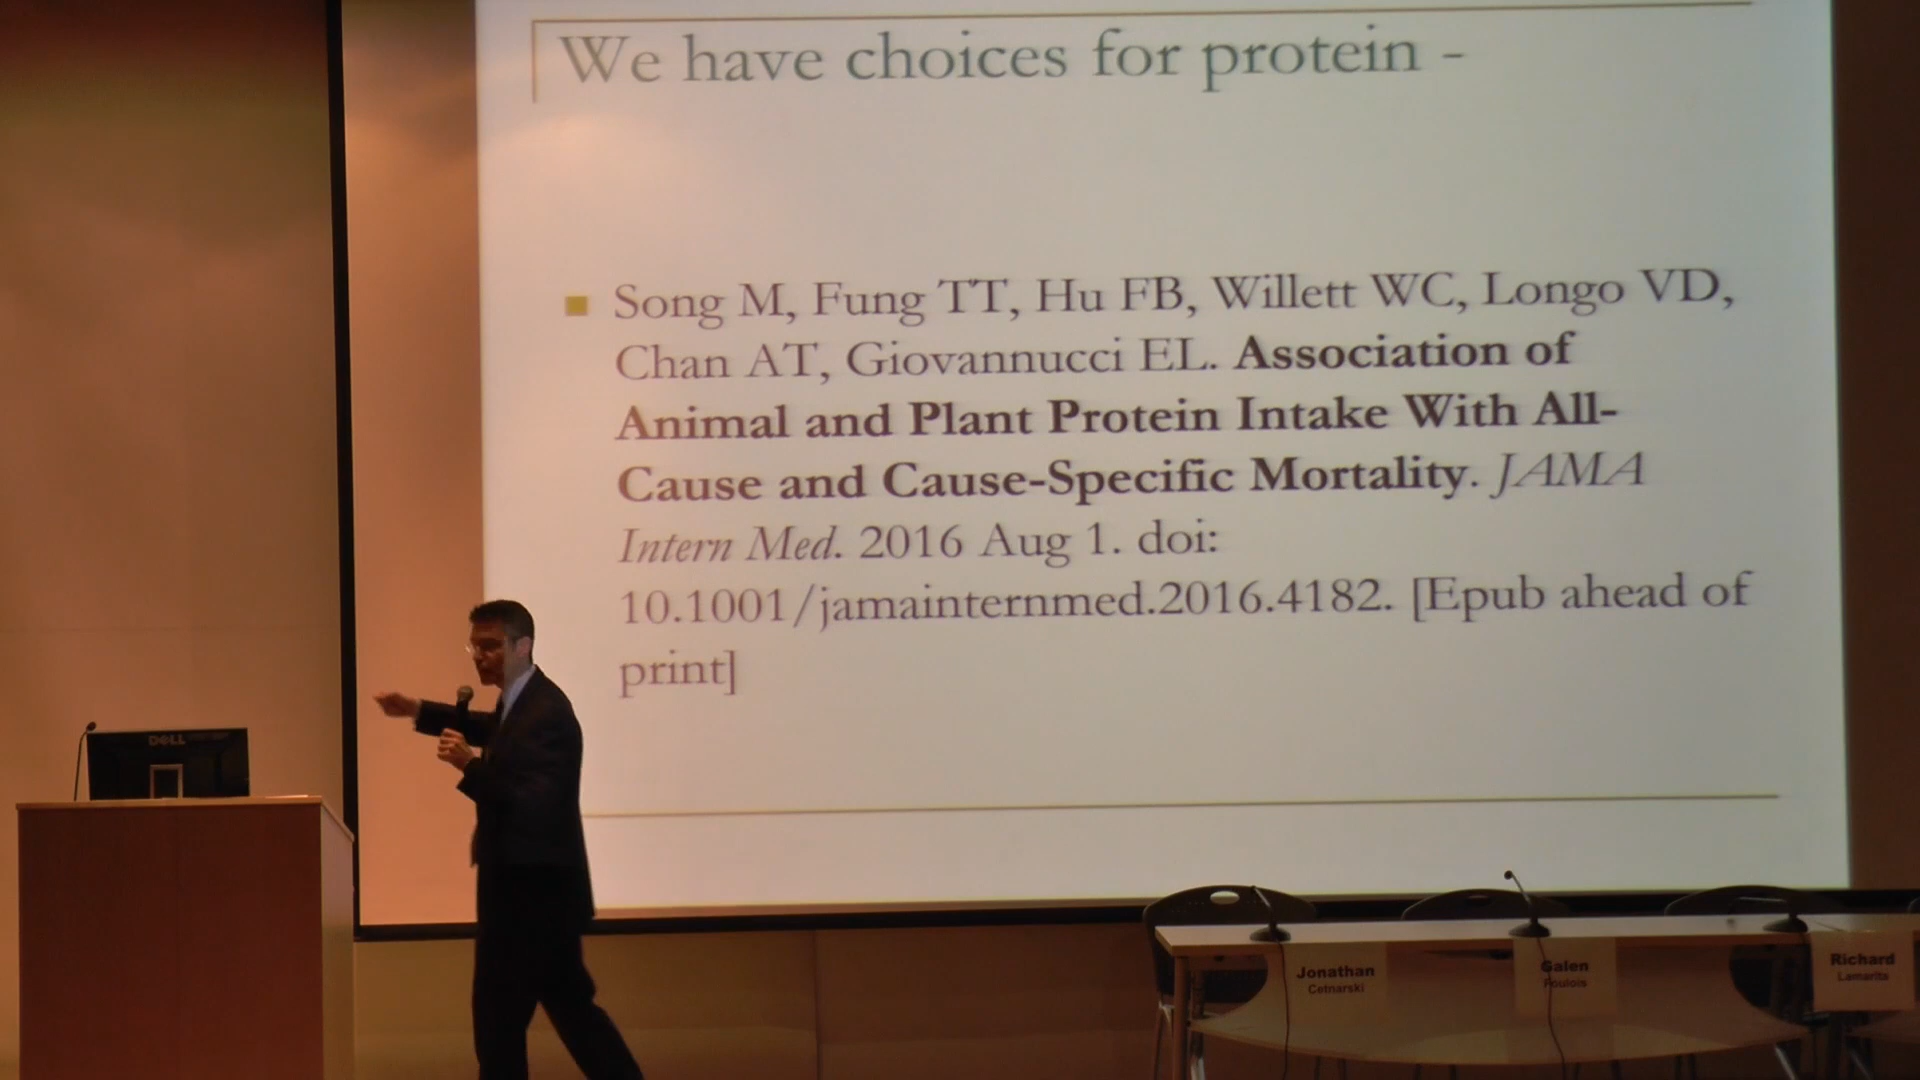 We have choices for protein -
Song M, Fung TT, Hu FB, Willett WC, Longo VD,
Chan AT, Giovannucci EL. Association of
Animal and Plant Protein Intake With All-
Cause and Cause-Specific Mortality. JAMA
Intern Med. 2016 Aug 1. doi:
10.1001/jamainternmed.2016.4182. [Epub ahead of
print]
DELL
Jonathan
Cetnarski
Galen
Foulois
Richard
Lamarita